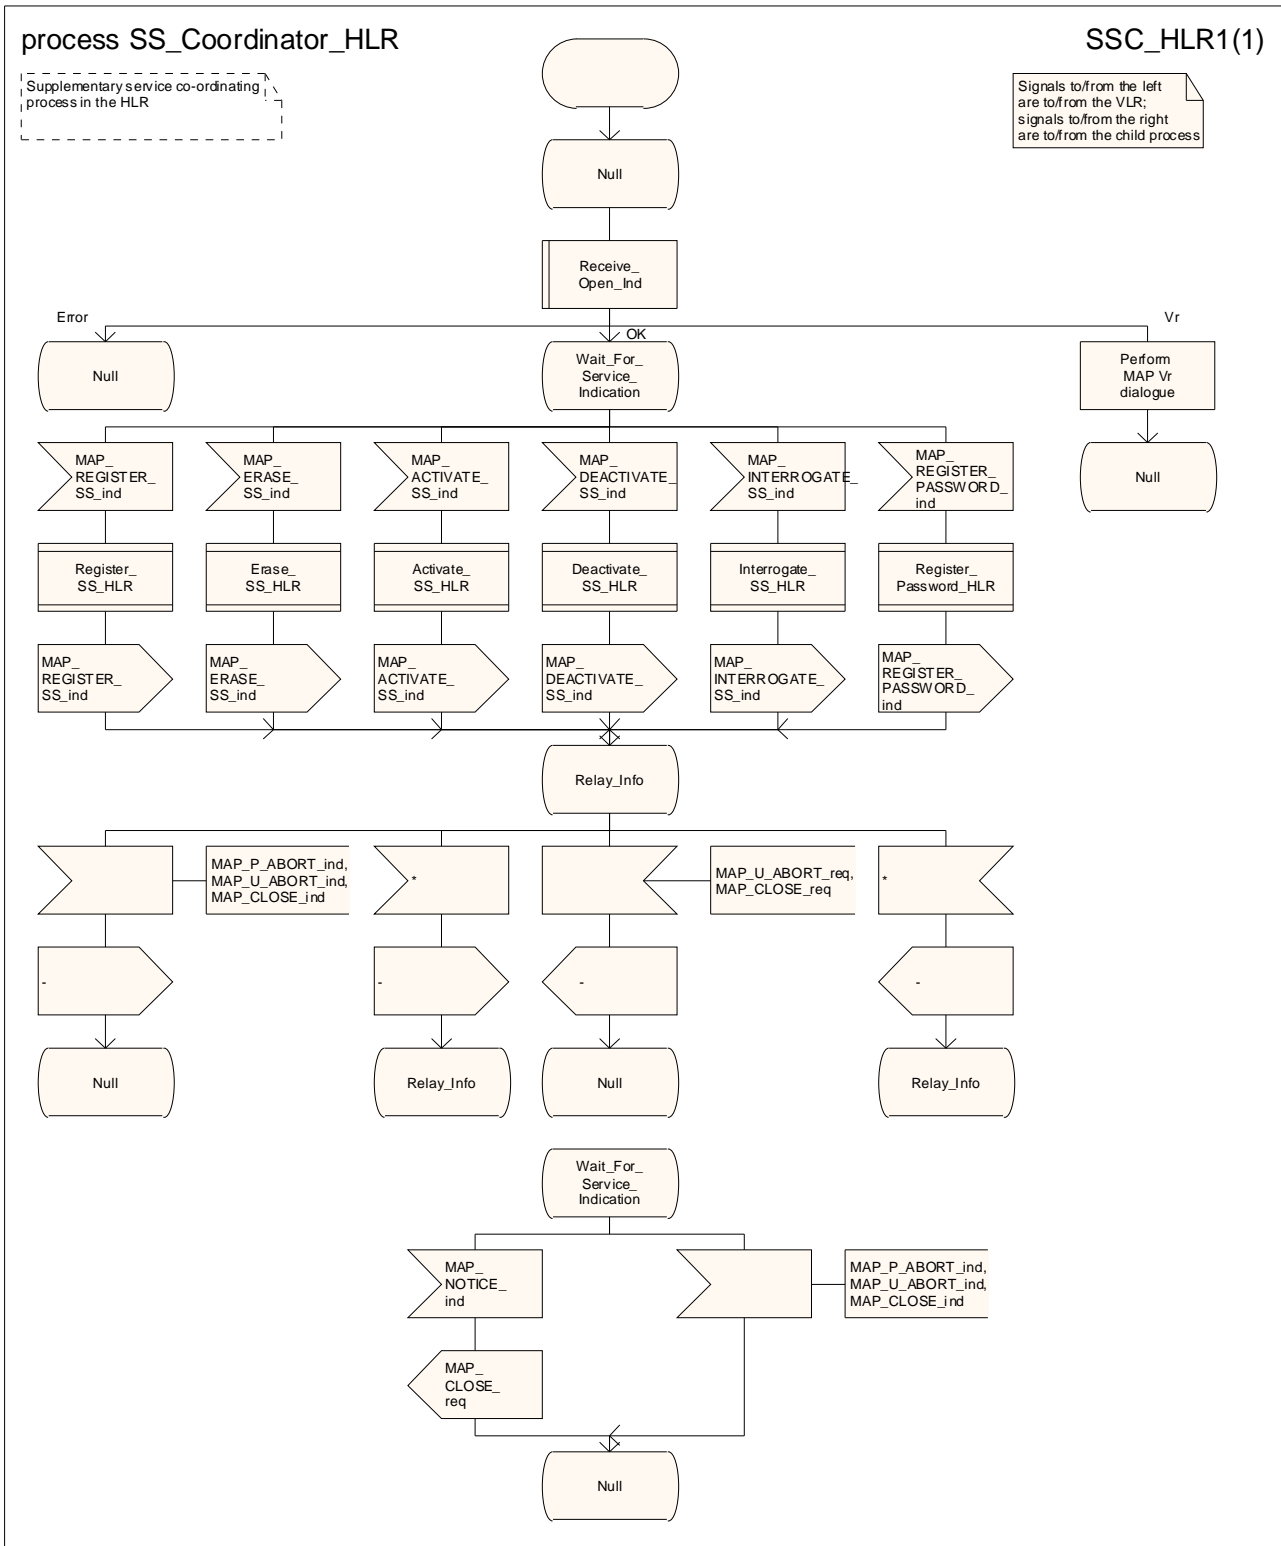 process SS_Coordinator_HLR
SSC_HLR1(1)
Supplementary service co-ordinating
process in the HLR
Signals to/from the left
are to/from the VLR;
signals to/from the right
are to/from the child process
Null
Receive_
Open_Ind
Error
OK
Vr
Null
Wait_For_
Service_
Indication
Perform
MAP Vr
dialogue
MAP_
REGISTER_
SS_ind
MAP_
ERASE_
SS_ind
MAP_
ACTIVATE_
SS_ind
MAP_
DEACTIVATE_
SS_ind
MAP_
INTERROGATE_
SS_ind
MAP_
REGISTER_
PASSWORD_
ind
Null
Register_
SS_HLR
Erase_
SS_HLR
Activate_
SS_HLR
Deactivate_
SS_HLR
Interrogate_
SS_HLR
Register_
Password_HLR
MAP_
REGISTER_
SS_ind
MAP_
ERASE_
SS_ind
MAP_
ACTIVATE_
SS_ind
MAP_
DEACTIVATE_
SS_ind
MAP_
INTERROGATE_
SS_ind
MAP_
REGISTER_
PASSWORD_
ind
Relay_Info
MAP_P_ABORT_ind,
MAP_U_ABORT_ind,
MAP_CLOSE_ind
*
MAP_U_ABORT_req,
MAP_CLOSE_req
*
-
-
-
-
Null
Relay_Info
Null
Relay_Info
Wait_For_
Service_
Indication
MAP_
NOTICE_
ind
MAP_P_ABORT_ind,
MAP_U_ABORT_ind,
MAP_CLOSE_ind
MAP_
CLOSE_
req
Null